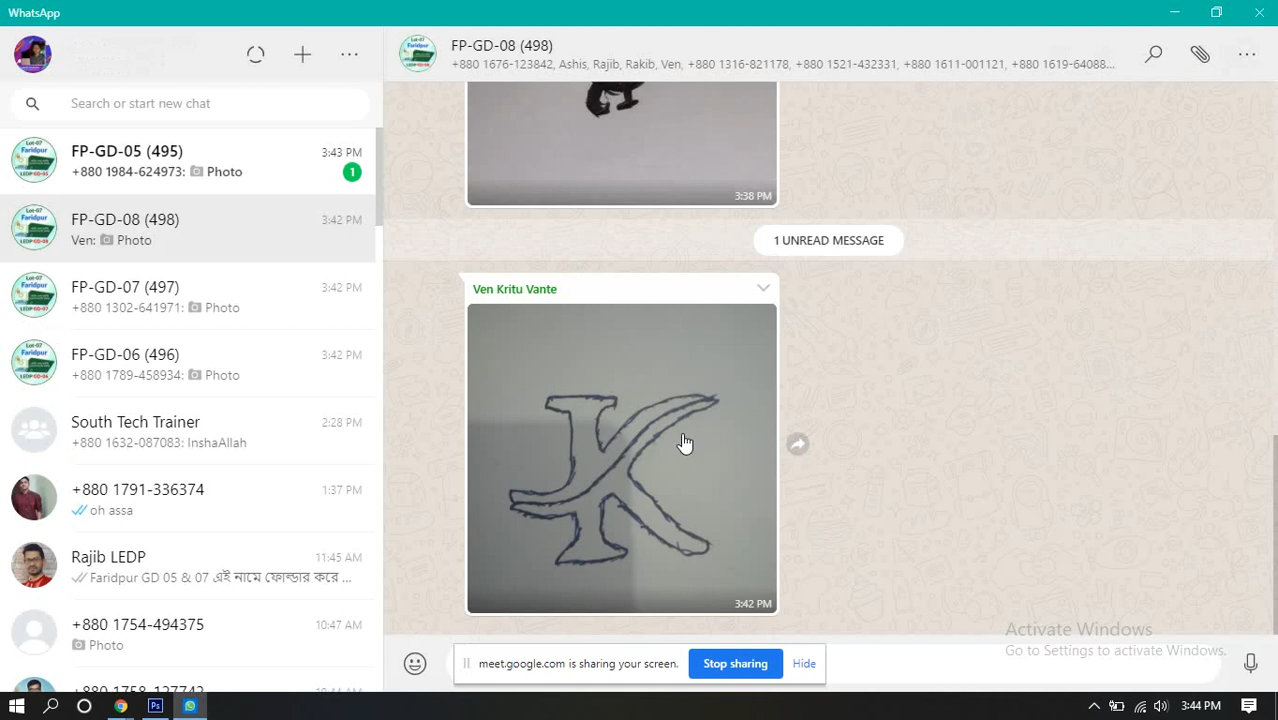 WhatsApp
Search or start new chat
FP-GD-05 (495)
3:43 PM
+880 1984-624973: Photo
1
FP-GD-08 (498)
3:42 PM
Ven: Photo
FP-GD-07 (497)
3:42 PM
+880 1302-641971: Photo
FP-GD-06 (496)
3:42 PM
+880 1789-458934: Photo
South Tech Trainer
2:28 PM
+880 1632-087083: InshaAllah
+880 1791-336374
1:37 PM
oh assa
Rajib LEDP
11:45 AM
Faridpur GD 05 & 07 এই নামে ফোল্ডার করে ...
+880 1754-494375
10:47 AM
Photo
FP-GD-08 (498)
+880 1676-123842, Ashis, Rajib, Rakib, Ven, +880 1316-821178, +880 1521-432331, +880 1611-001121, +880 1619-64088...
3:38 PM
1 UNREAD MESSAGE
Ven Kritu Vante
K
3:42 PM
Activate Windows
Go to Settings to activate Windows.
meet.google.com is sharing your screen.
Stop sharing
Hide
Ps
3:44 PM